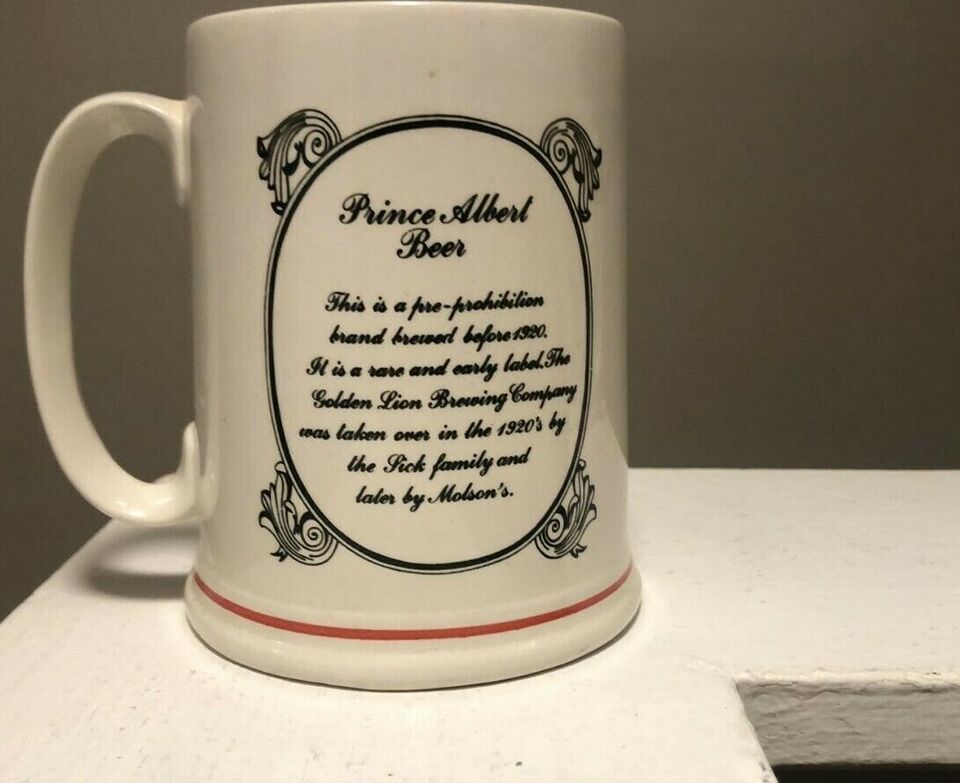 Prince Albert
Beer
This is a pre-prohibition
brand brewed before 1920.
It is a rare and early label. The
Golden Lion Brewing Company
was taken over in the 1920's by
the Sick family and
later by Molson's.